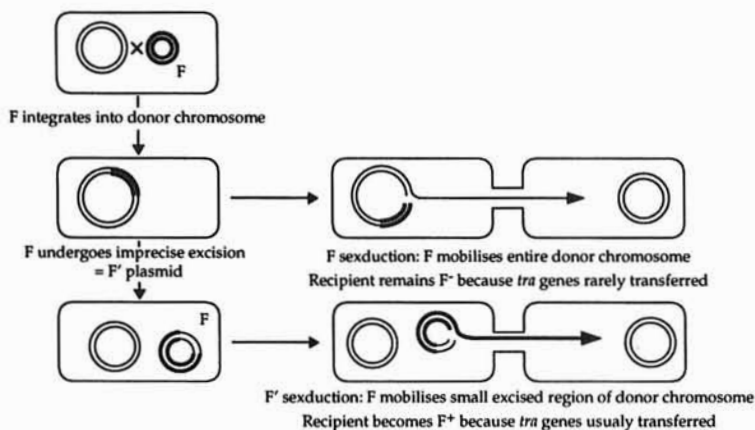 F
F integrates into donor chromosome
F undergoes imprecise excision
= F' plasmid
F sexduction: F mobilises entire donor chromosome
Recipient remains F- because tra genes rarely transferred
F
F' sexduction: F mobilises small excised region of donor chromosome
Recipient becomes F+ because tra genes usualy transferred